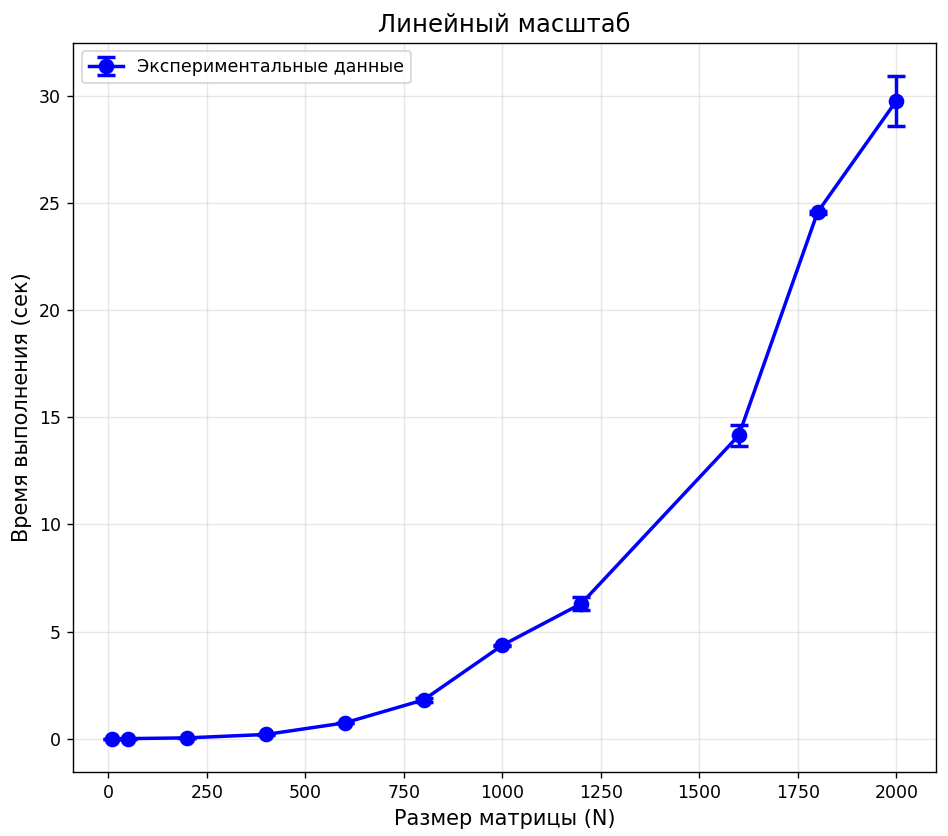 Линейный масштаб
Экспериментальные данные
Время выполнения (сек)
30
25
20
15
10
5
0
0 250 500 750 1000 1250 1500 1750 2000
Размер матрицы (N)